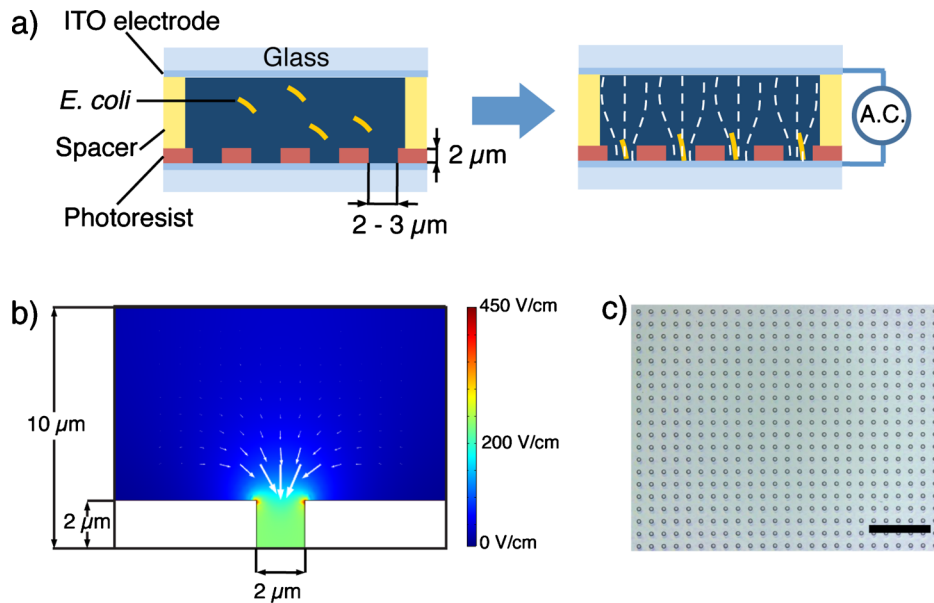 a)
ITO electrode
Glass
E. coli
Spacer
Photoresist
2 µm
2 - 3 µm
A.C.
b)
10 µm
2 µm
2 µm
450 V/cm
200 V/cm
0 V/cm
c)